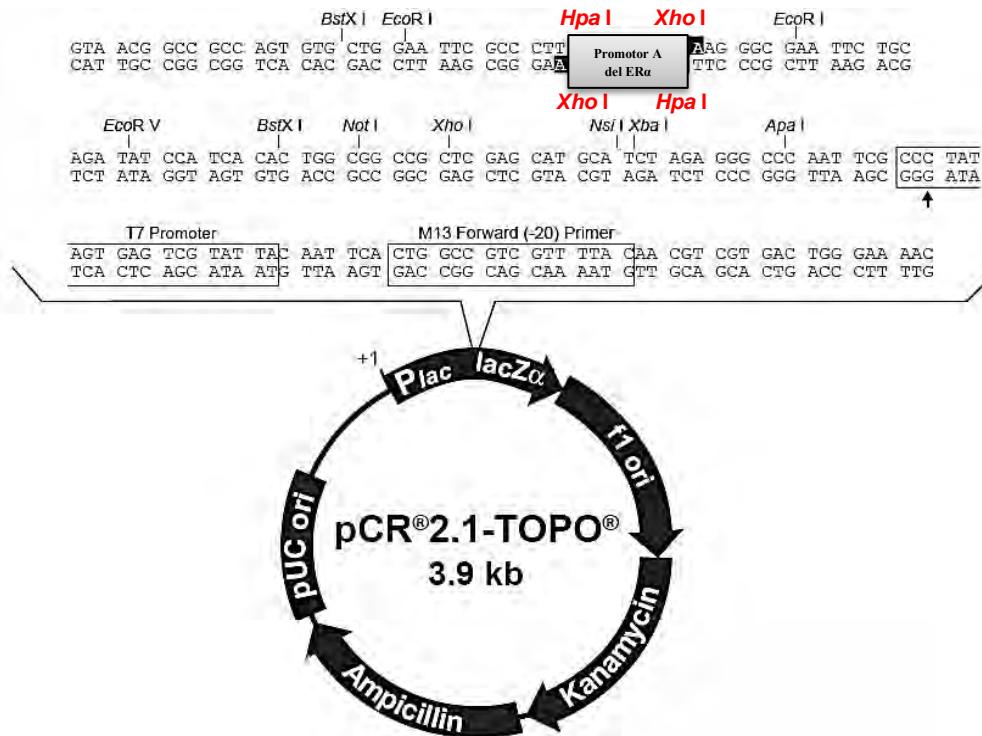 Hpa I Xho I
BstX I EcoR I EcoR I
GTA ACG GCC GCC AGT GTG CTG GAA TTC GCC CTT AAG GGC GAA TTC TGC
CAT TGC CGG CGG TCA CAC GAC CTT AAG CGG GAA TTC CCG CTT AAG ACG
Promotor A
del ERα
Xho I Hpa I
EcoR V BstX I Not I Xho I Nsi I Xba I Apa I
AGA TAT CCA TCA CAC TGG CGG CCG CTC GAG CAT GCA TCT AGA GGG CCC AAT TCG CCC TAT
TCT ATA GGT AGT GTG ACC GCC GGC GAG CTC GTA CGT AGA TCT CCC GGG TTA AGC GGG ATA
T7 Promoter M13 Forward (-20) Primer
AGT GAG TCG TAT TAC AAT TCA CTG GCC GTC GTT TTA CAA CGT CGT GAC TGG GAA AAC
TCA CTC AGC ATA ATG TTA AGT GAC CGG CAG CAA AAT GTT GCA GCA CTG ACC CTT TTG
+1
Plac lacZα
f1 ori
pUC ori
pCR®2.1-TOPO®
3.9 kb
Kanamycin
Ampicillin